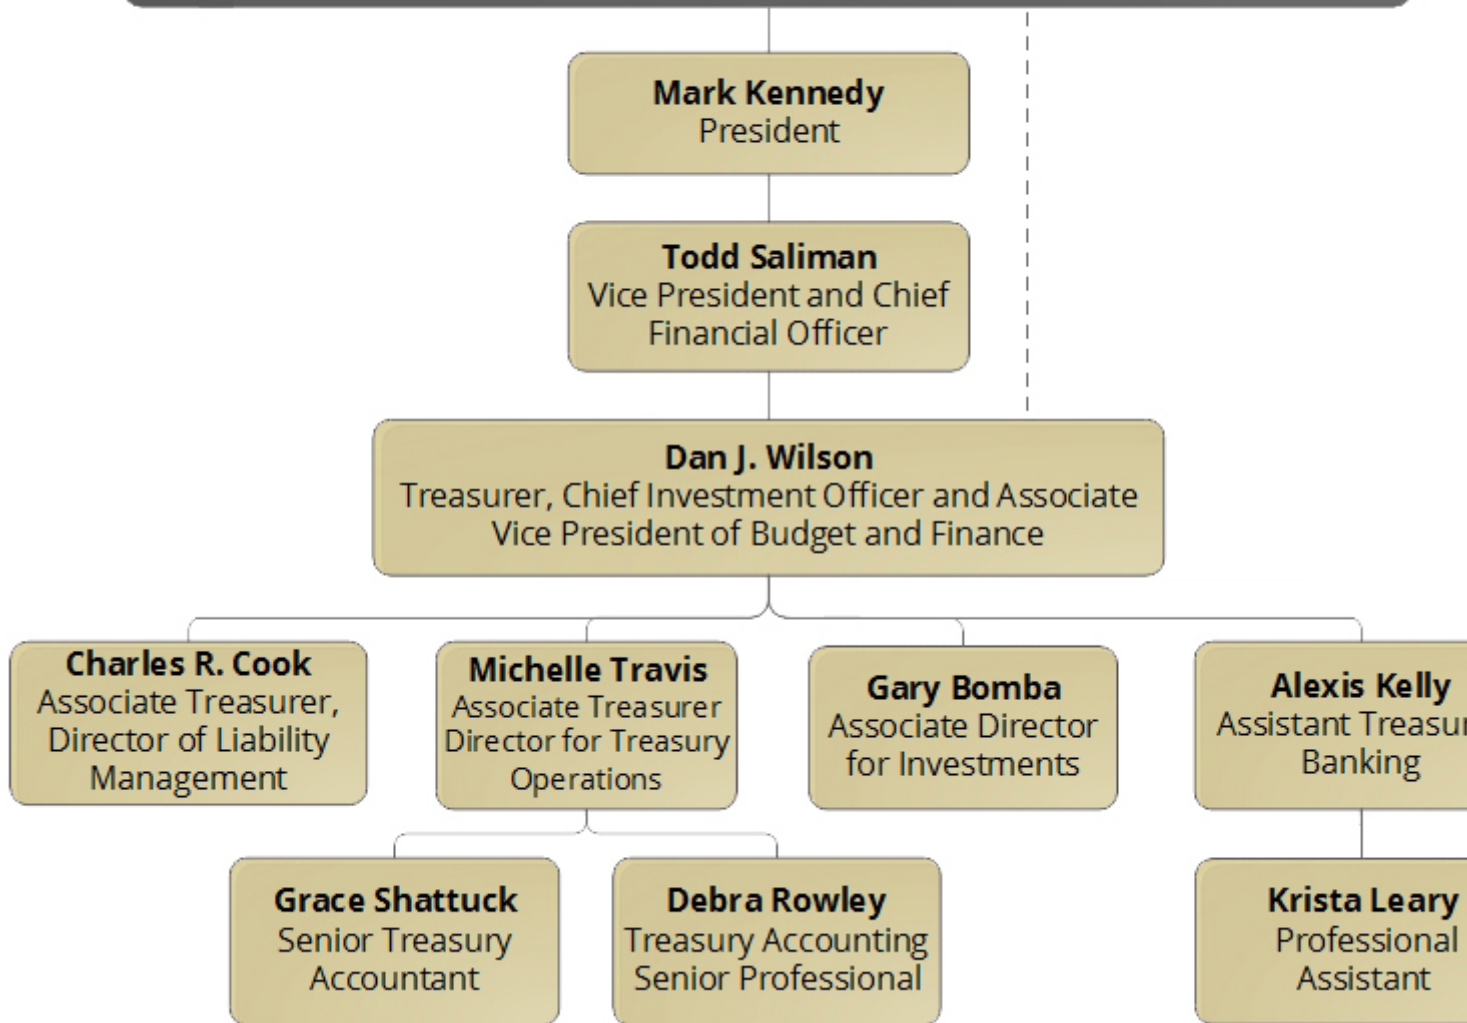 Mark Kennedy
President
Todd Saliman
Vice President and Chief
Financial Officer
Dan J. Wilson
Treasurer, Chief Investment Officer and Associate
Vice President of Budget and Finance
Charles R. Cook
Associate Treasurer,
Director of Liability
Management
Michelle Travis
Associate Treasurer
Director for Treasury
Operations
Gary Bomba
Associate Director
for Investments
Alexis Kelly
Assistant
Banking
Grace Shattuck
Senior Treasury
Accountant
Debra Rowley
Treasury Accounting
Senior Professional
Krista Leary
Professional
Assistant